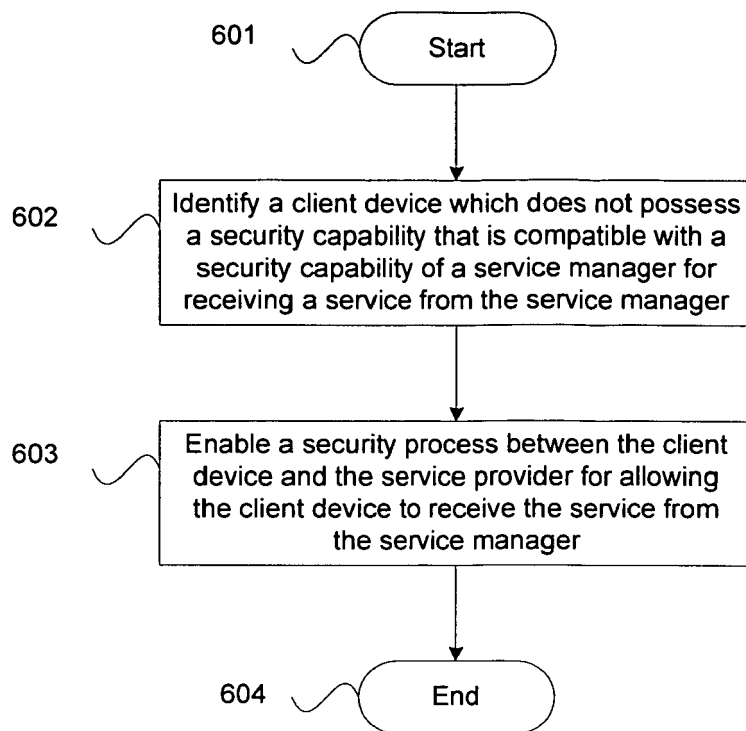 601
Start
602
Identify a client device which does not possess
a security capability that is compatible with a
security capability of a service manager for
receiving a service from the service manager
603
Enable a security process between the client
device and the service provider for allowing
the client device to receive the service from
the service manager
604
End